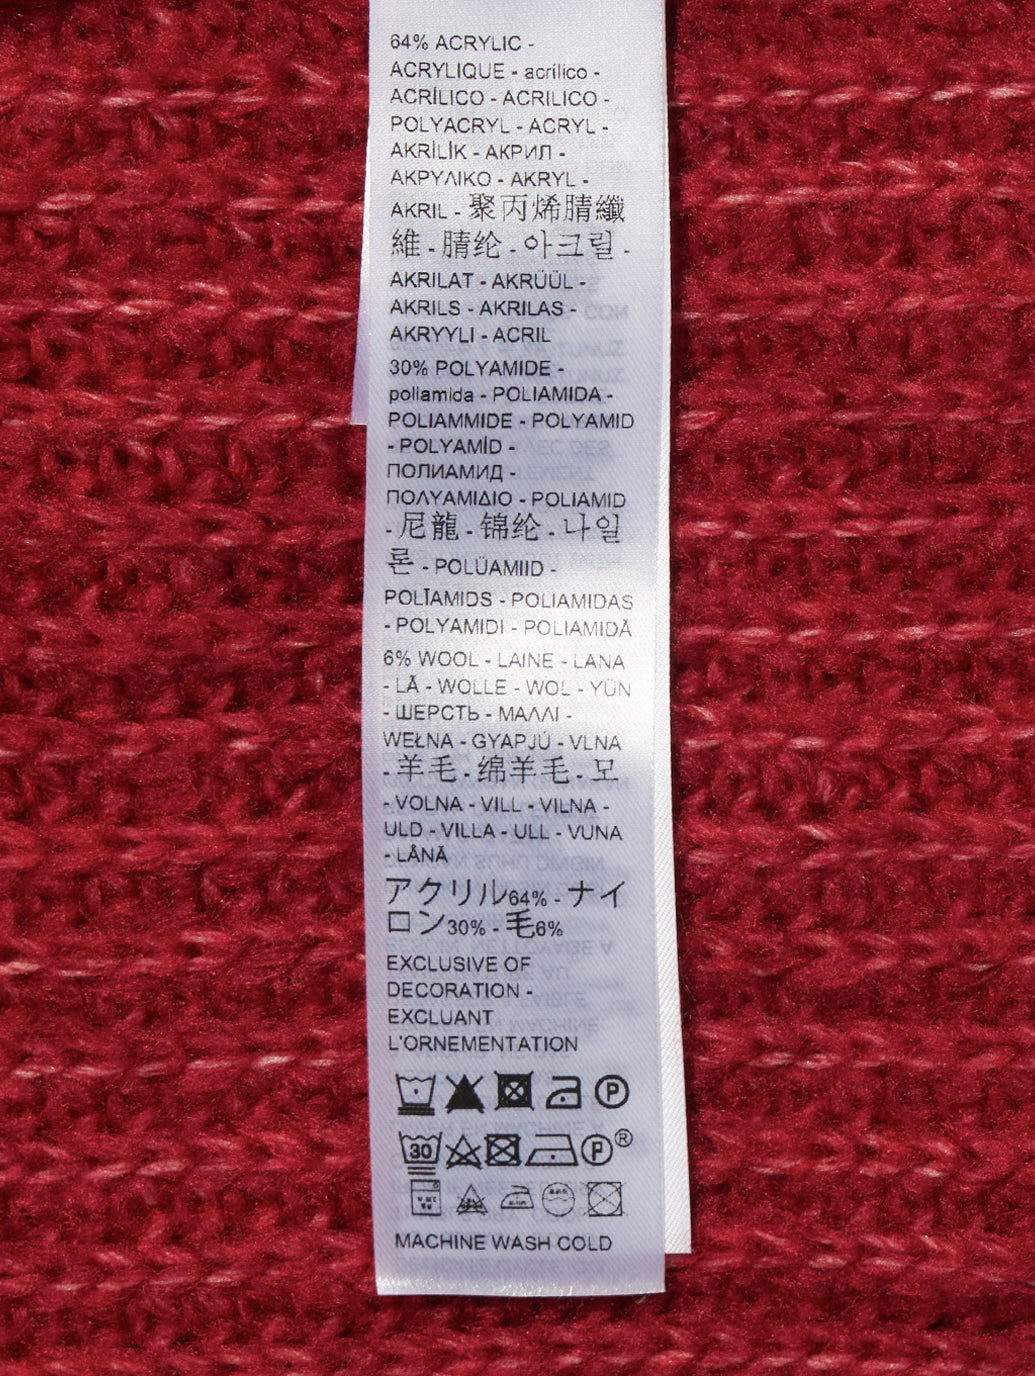 64% ACRYLIC -
ACRYLIQUE - acrílico -
ACRÍLICO - ACRILICO -
POLYACRYL - ACRYL -
AKRİLİK - АКРИЛ -
ΑΚΡΥΛΙΚΟ - AKRYL -
AKRIL - 聚丙烯腈纖
維 - 腈纶 - 아크릴 -
AKRILAT - AKRÜÜL -
AKRILS - AKRILAS -
AKRYYLI - ACRIL
30% POLYAMIDE -
poliamida - POLIAMIDA -
POLIAMMIDE - POLYAMID
- POLYAMİD -
ПОЛИАМИД -
ΠΟΛΥΑΜΙΔΙΟ - POLIAMID
- 尼龍 - 锦纶 - 나일
론 - POLÜAMIID -
POLĪAMIDS - POLIAMIDAS
- POLYAMIDI - POLIAMIDĂ
6% WOOL - LAINE - LANA
- LÃ - WOLLE - WOL - YÜN
- ШЕРСТЬ - ΜΑΛΛΙ -
WEŁNA - GYAPJÚ - VLNA
- 羊毛 - 绵羊毛 - 모
- VOLNA - VILL - VILNA -
ULD - VILLA - ULL - VUNA
- LÂNĂ
アクリル64% - ナイ
ロン30% - 毛6%
EXCLUSIVE OF
DECORATION -
EXCLUANT
L'ORNEMENTATION
P
30 P ®
MACHINE WASH COLD